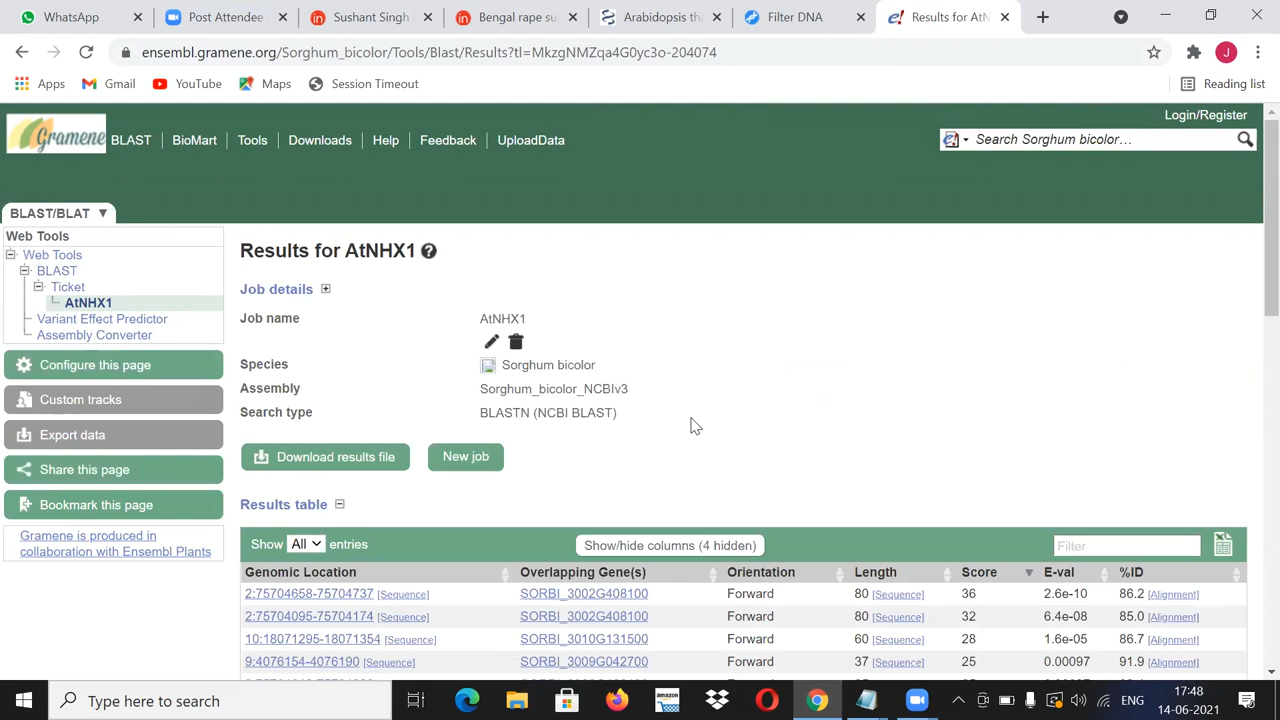 WhatsApp
Post Attendee
Sushant Singh
Bengal rape su
Arabidopsis th
Filter DNA
Results for AtN
ensembl.gramene.org/Sorghum_bicolor/Tools/Blast/Results?tl=MkzgNMZqa4G0yc3o-204074
J
Apps
Gmail
YouTube
Maps
Session Timeout
Reading list
Login/Register
Gramene
BLAST
BioMart
Tools
Downloads
Help
Feedback
UploadData
Search Sorghum bicolor…
BLAST/BLAT ▼
Web Tools
Web Tools
BLAST
Ticket
AtNHX1
Variant Effect Predictor
Assembly Converter
Configure this page
Custom tracks
Export data
Share this page
Bookmark this page
Gramene is produced in
collaboration with Ensembl Plants
Results for AtNHX1
Job details
Job name AtNHX1
Species Sorghum bicolor
Assembly Sorghum_bicolor_NCBIv3
Search type BLASTN (NCBI BLAST)
Download results file New job
Results table
Show All entries Show/hide columns (4 hidden) Filter
Genomic Location Overlapping Gene(s) Orientation Length Score E-val %ID
2:75704658-75704737 [Sequence] SORBI_3002G408100 Forward 80 [Sequence] 36 2.6e-10 86.2 [Alignment]
2:75704095-75704174 [Sequence] SORBI_3002G408100 Forward 80 [Sequence] 32 6.4e-08 85.0 [Alignment]
10:18071295-18071354 [Sequence] SORBI_3010G131500 Forward 60 [Sequence] 28 1.6e-05 86.7 [Alignment]
9:4076154-4076190 [Sequence] SORBI_3009G042700 Forward 37 [Sequence] 25 0.00097 91.9 [Alignment]
Type here to search
amazon
ENG
17:48
14-06-2021